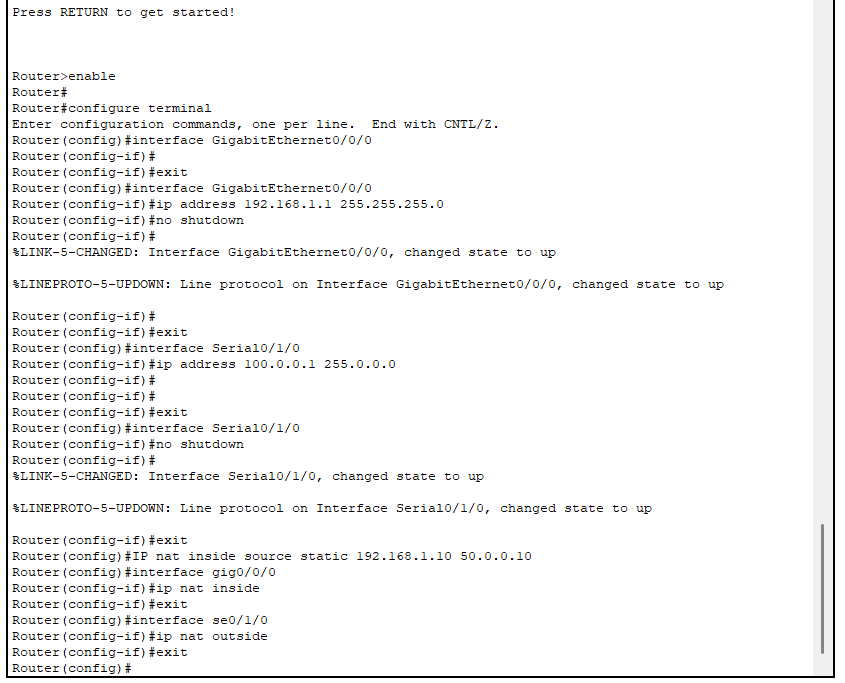 Press RETURN to get started!
Router>enable
Router#
Router#configure terminal
Enter configuration commands, one per line.  End with CNTL/Z.
Router(config)#interface GigabitEthernet0/0/0
Router(config-if)#
Router(config-if)#exit
Router(config)#interface GigabitEthernet0/0/0
Router(config-if)#ip address 192.168.1.1 255.255.255.0
Router(config-if)#no shutdown
Router(config-if)#
%LINK-5-CHANGED: Interface GigabitEthernet0/0/0, changed state to up
%LINEPROTO-5-UPDOWN: Line protocol on Interface GigabitEthernet0/0/0, changed state to up
Router(config-if)#
Router(config-if)#exit
Router(config)#interface Serial0/1/0
Router(config-if)#ip address 100.0.0.1 255.0.0.0
Router(config-if)#
Router(config-if)#
Router(config-if)#exit
Router(config)#interface Serial0/1/0
Router(config-if)#no shutdown
Router(config-if)#
%LINK-5-CHANGED: Interface Serial0/1/0, changed state to up
%LINEPROTO-5-UPDOWN: Line protocol on Interface Serial0/1/0, changed state to up
Router(config-if)#exit
Router(config)#IP nat inside source static 192.168.1.10 50.0.0.10
Router(config)#interface gig0/0/0
Router(config-if)#ip nat inside
Router(config-if)#exit
Router(config)#interface se0/1/0
Router(config-if)#ip nat outside
Router(config-if)#exit
Router(config)#